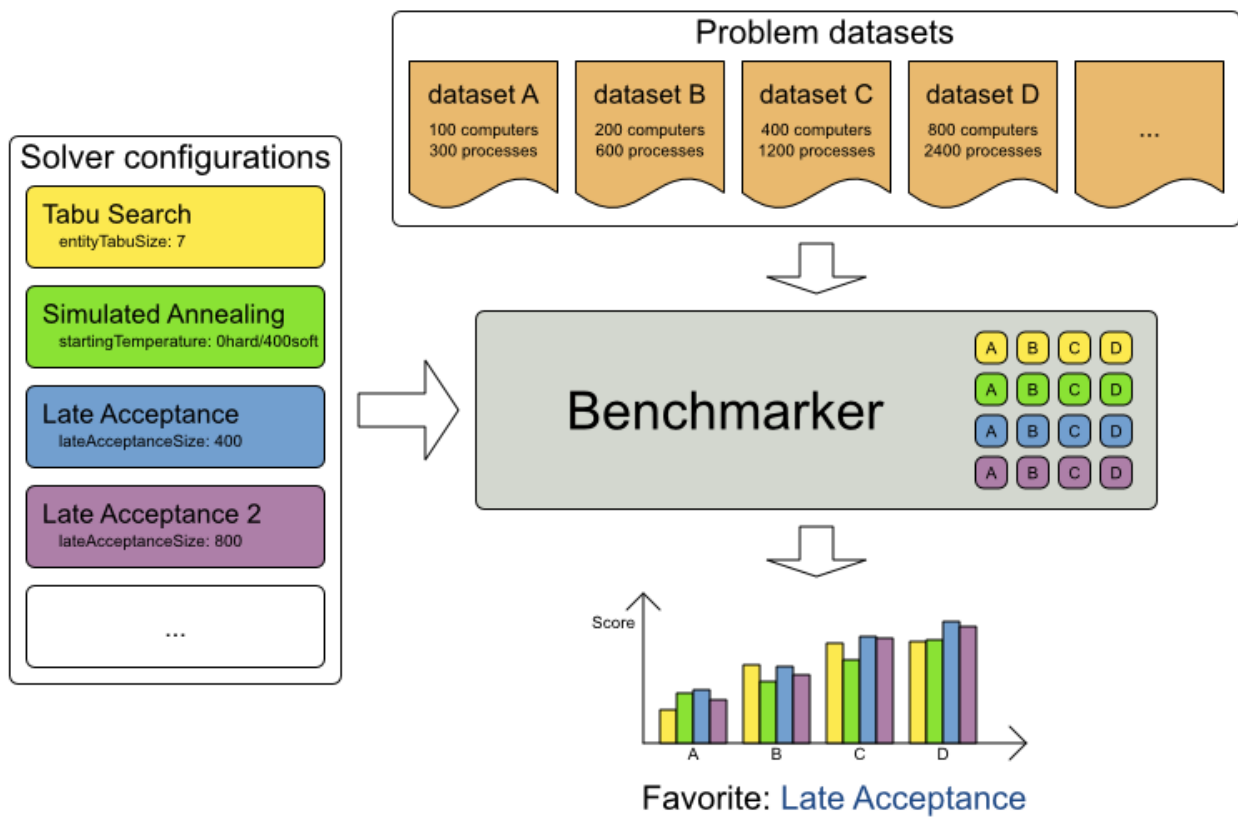 Problem datasets
dataset A
100 computers
300 processes
dataset B
200 computers
600 processes
dataset C
400 computers
1200 processes
dataset D
800 computers
2400 processes
...
Solver configurations
Tabu Search
entityTabuSize: 7
Simulated Annealing
startingTemperature: 0hard/400soft
Late Acceptance
lateAcceptanceSize: 400
Late Acceptance 2
lateAcceptanceSize: 800
...
Benchmarker
A B C D
A B C D
A B C D
A B C D
Score
A B C D
Favorite: Late Acceptance